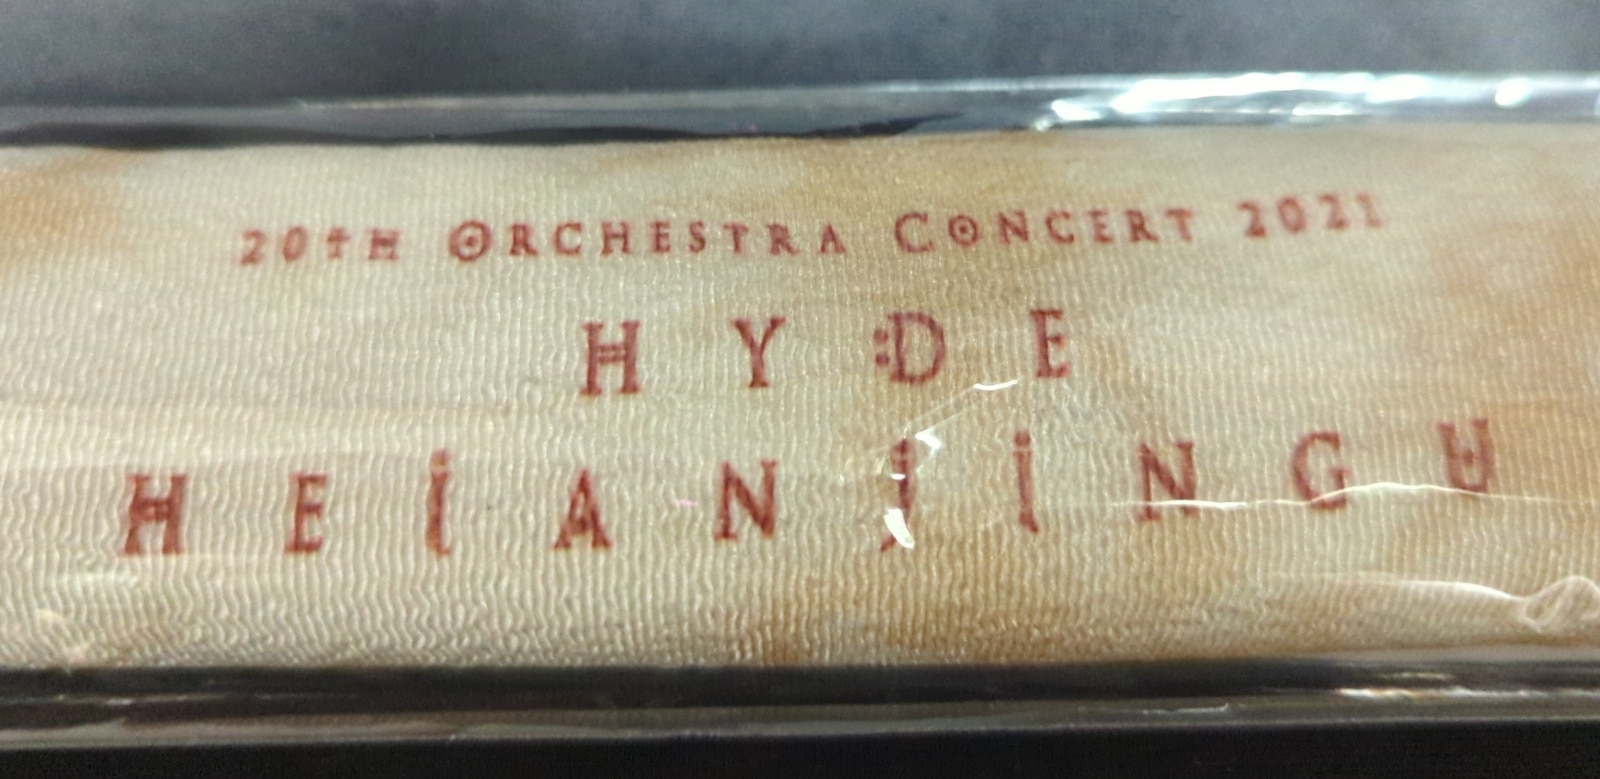 20TH ORCHESTRA CONCERT 2021
HYDE
HEIAN JINGU